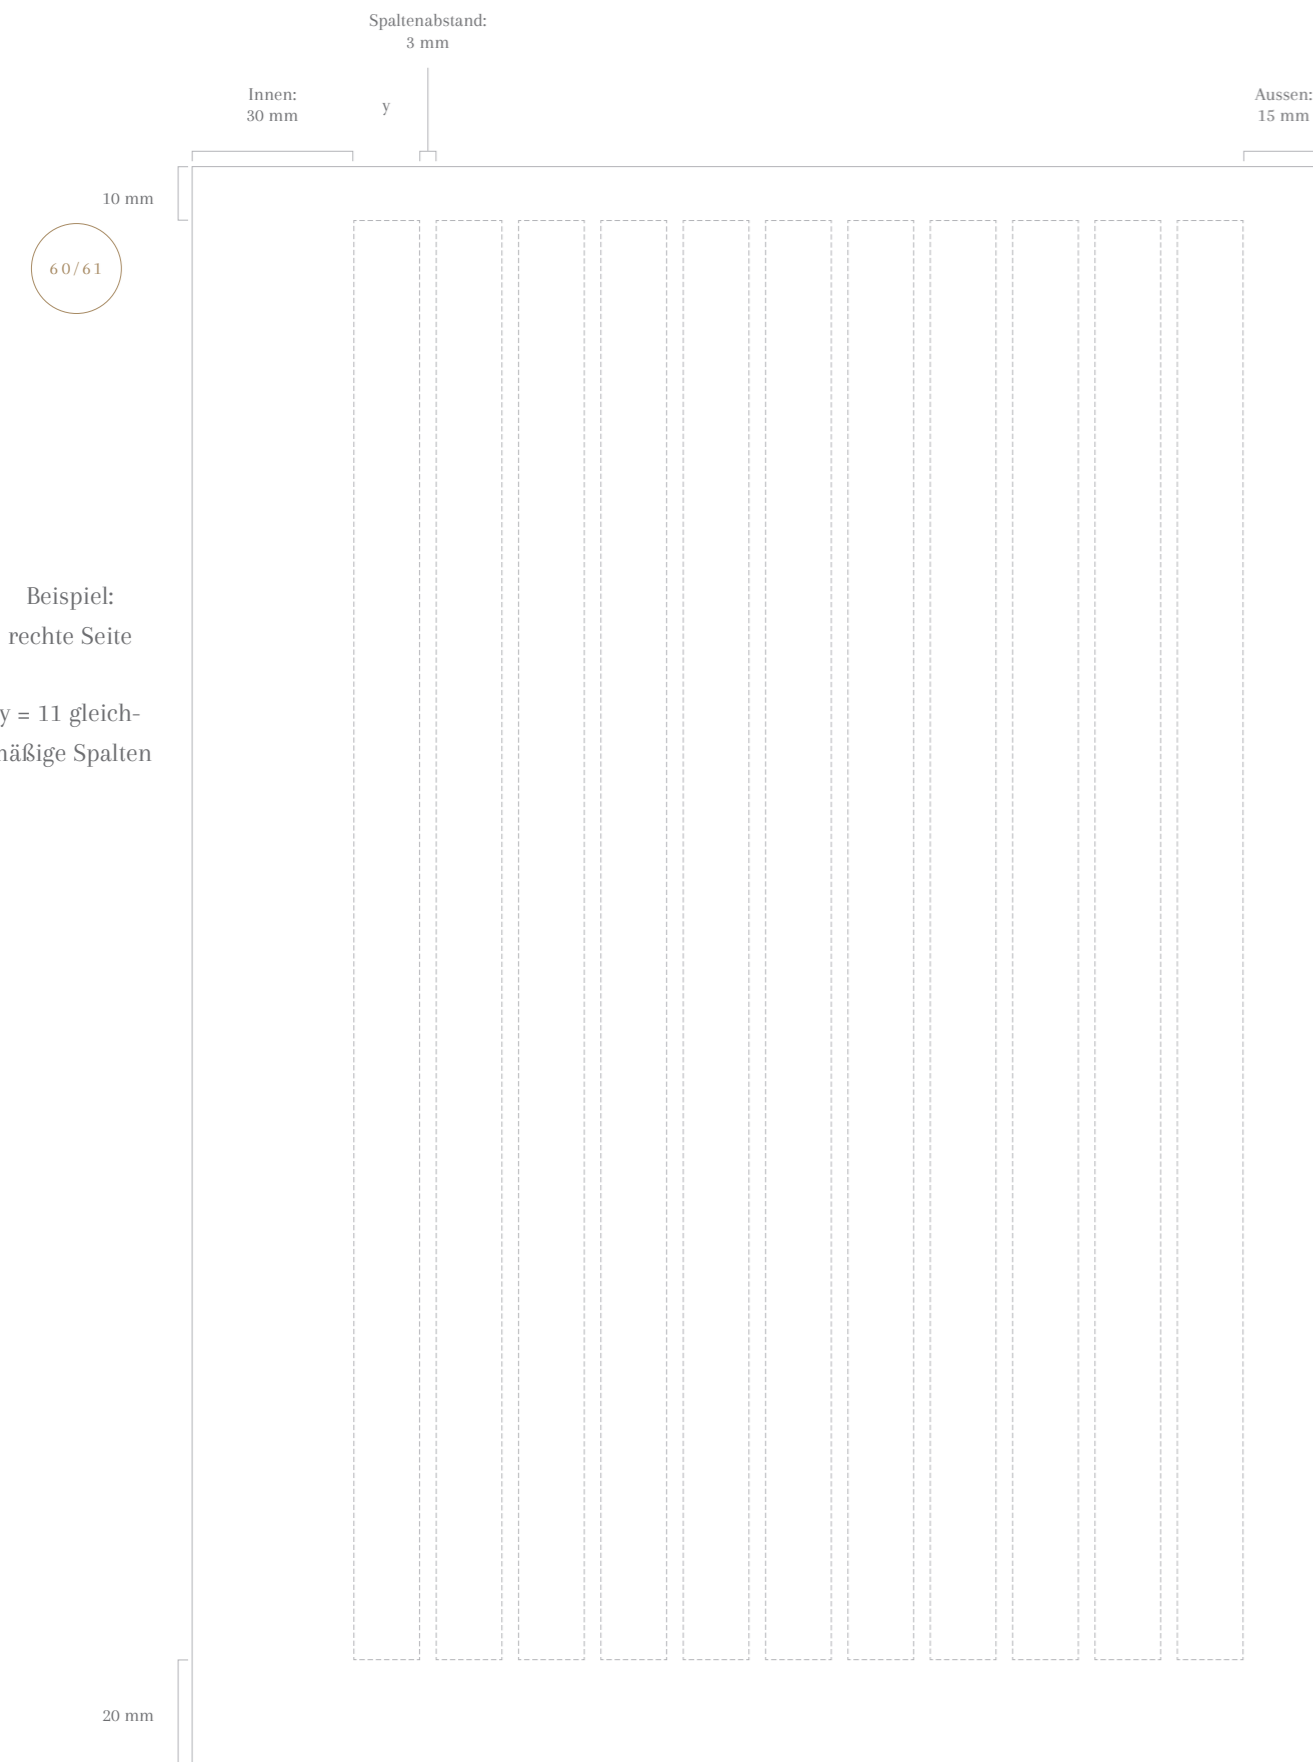 Spaltenabstand:
3 mm
Innen:
30 mm
y
Aussen:
15 mm
10 mm
60/61
Beispiel:
rechte Seite
y = 11 gleich-
Spalten
20 mm